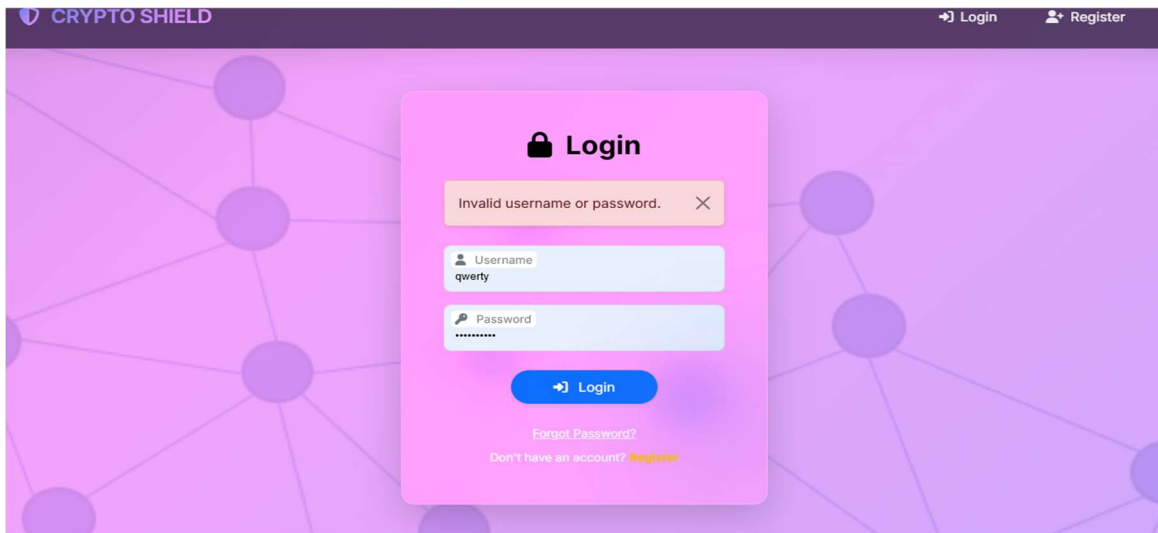 CRYPTO SHIELD
Login
Register
Login
Invalid username or password.
Username
qwerty
Password
••••••••••
Login
Forgot Password?
Don't have an account? Register